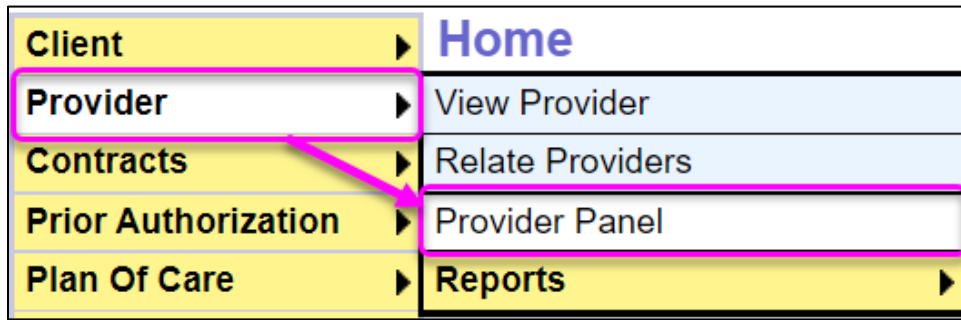 Client
Home
Provider
View Provider
Contracts
Relate Providers
Prior Authorization
Provider Panel
Plan Of Care
Reports